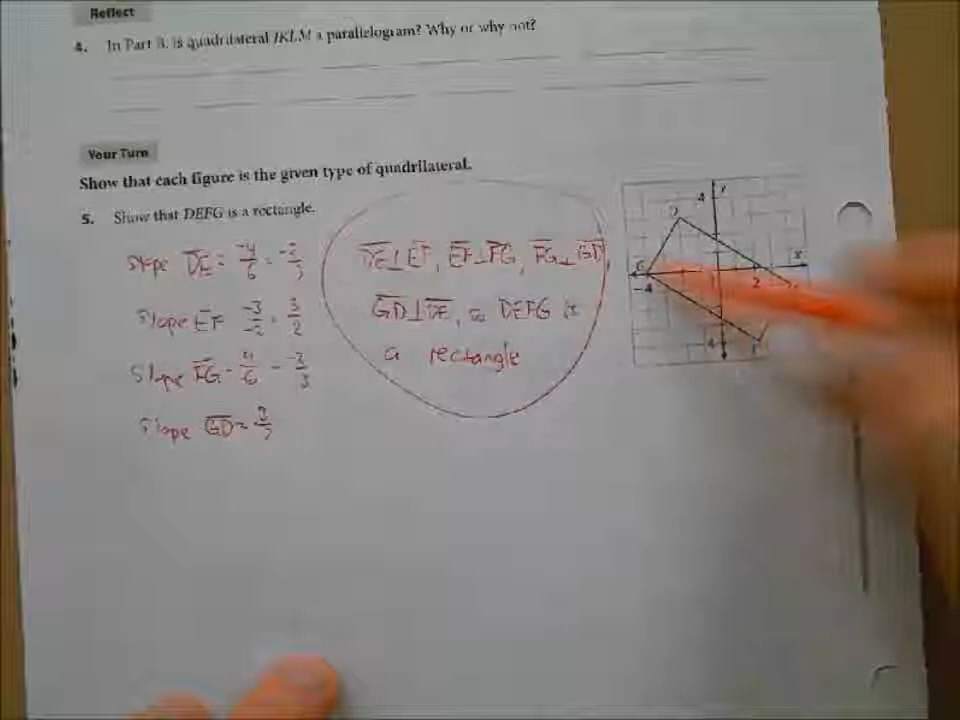 Reflect
4. In Part B, is quadrilateral JKLM a parallelogram? Why or why not?
Your Turn
Show that each figure is the given type of quadrilateral.
5. Show that DEFG is a rectangle.
Slope DE = -4/6 = -2/3
Slope EF -3/-2 = 3/2
Slope FG = 4/6 = -2/3
Slope GD = 3/2
DE⊥EF, EF⊥FG, FG⊥GD,
GD⊥DE, so DEFG is
a rectangle
4 y
D
G x
-4 2
-4 F